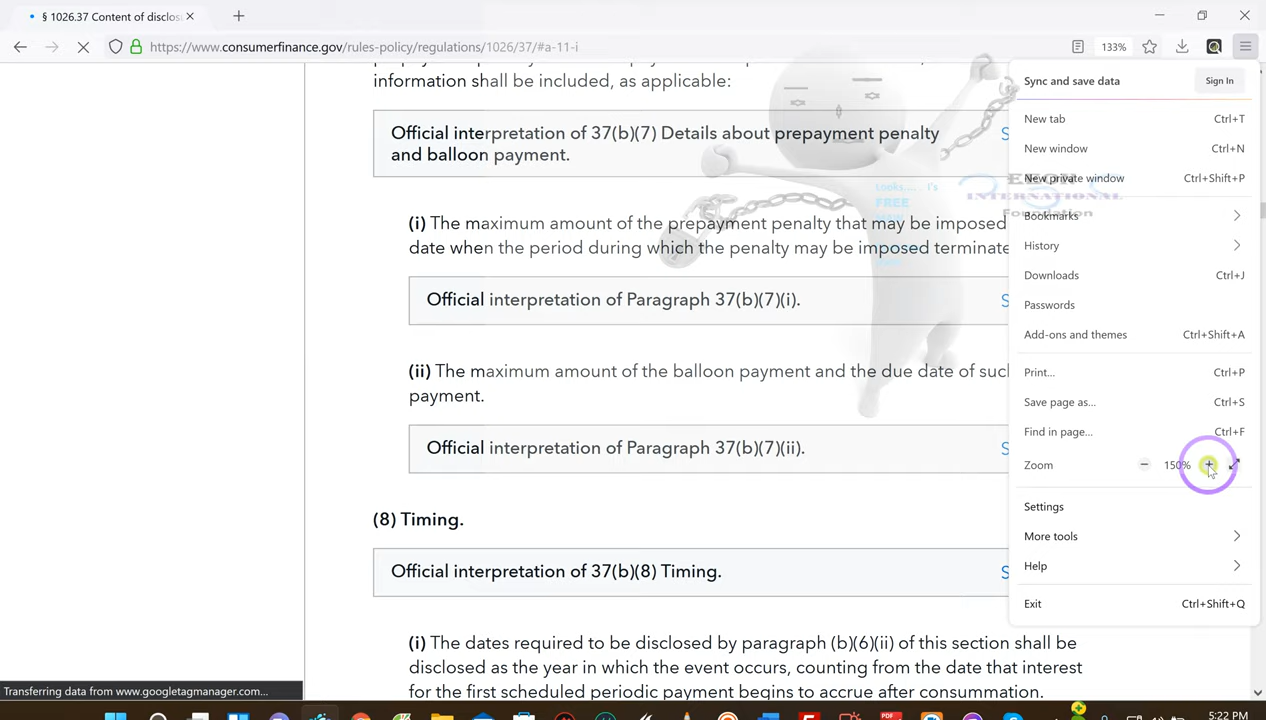 § 1026.37 Content of disclos
https://www.consumerfinance.gov/rules-policy/regulations/1026/37/#a-11-i
133%
information shall be included, as applicable:
Official interpretation of 37(b)(7) Details about prepayment penalty
and balloon payment.
(i) The maximum amount of the prepayment penalty that may be imposed
date when the period during which the penalty may be imposed terminate
Official interpretation of Paragraph 37(b)(7)(i).
(ii) The maximum amount of the balloon payment and the due date of suc
payment.
Official interpretation of Paragraph 37(b)(7)(ii).
(8) Timing.
Official interpretation of 37(b)(8) Timing.
(i) The dates required to be disclosed by paragraph (b)(6)(ii) of this section shall be
disclosed as the year in which the event occurs, counting from the date that interest
for the first scheduled periodic payment begins to accrue after consummation.
Looks.... I's
FREE
INTERNATIONAL
Foundation
Sync and save data Sign In
New tab Ctrl+T
New window Ctrl+N
New private window Ctrl+Shift+P
Bookmarks
History
Downloads Ctrl+J
Passwords
Add-ons and themes Ctrl+Shift+A
Print... Ctrl+P
Save page as... Ctrl+S
Find in page... Ctrl+F
Zoom − 150% +
Settings
More tools
Help
Exit Ctrl+Shift+Q
Transferring data from www.googletagmanager.com...
5:22 PM